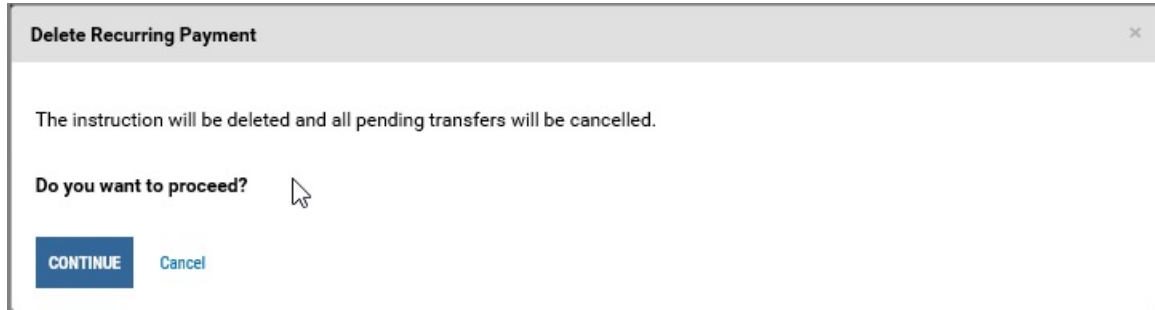 Delete Recurring Payment ×
The instruction will be deleted and all pending transfers will be cancelled.
Do you want to proceed?
CONTINUE Cancel